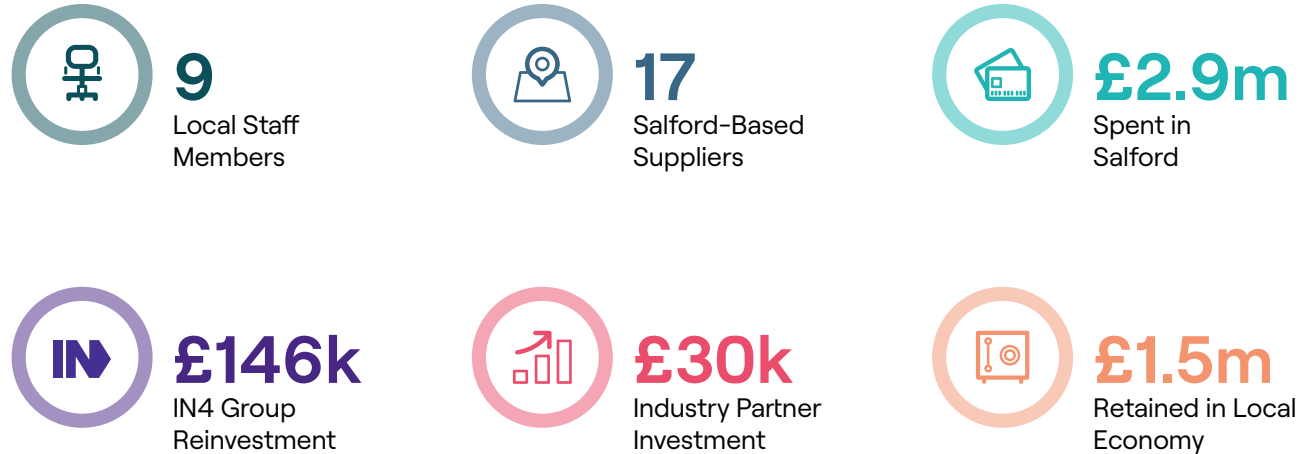 9
Local Staff
Members
17
Salford-Based
Suppliers
£2.9m
Spent in
Salford
IN
£146k
IN4 Group
Reinvestment
£30k
Industry Partner
Investment
£1.5m
Retained in Local
Economy